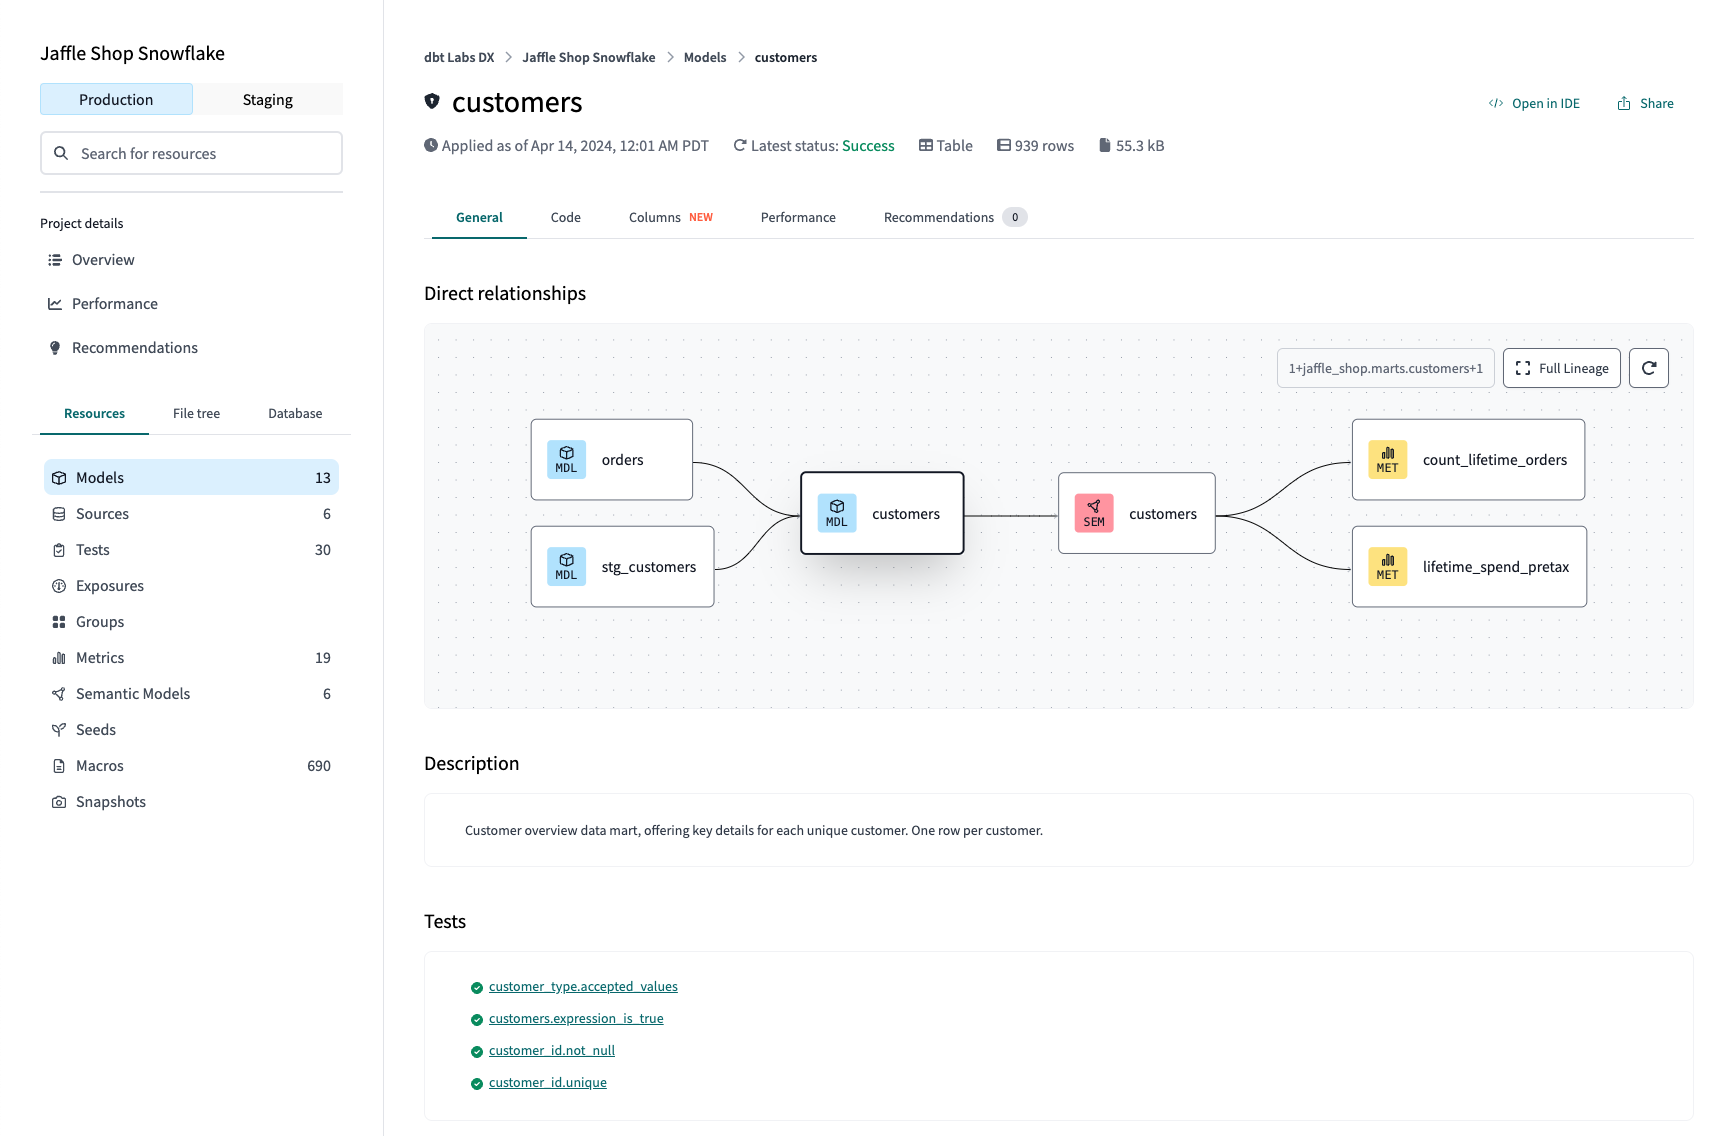 Jaffle Shop Snowflake
Production Staging
Search for resources
Project details
Overview
Performance
Recommendations
Resources File tree Database
Models 13
Sources 6
Tests 30
Exposures
Groups
Metrics 19
Semantic Models 6
Seeds
Macros 690
Snapshots
dbt Labs DX > Jaffle Shop Snowflake > Models > customers
customers
Open in IDE Share
Applied as of Apr 14, 2024, 12:01 AM PDT Latest status: Success Table 939 rows 55.3 kB
General Code Columns NEW Performance Recommendations 0
Direct relationships
1+jaffle_shop.marts.customers+1 Full Lineage
MDL orders
MDL stg_customers
MDL customers
SEM customers
MET count_lifetime_orders
MET lifetime_spend_pretax
Description
Customer overview data mart, offering key details for each unique customer. One row per customer.
Tests
customer_type.accepted_values
customers.expression_is_true
customer_id.not_null
customer_id.unique